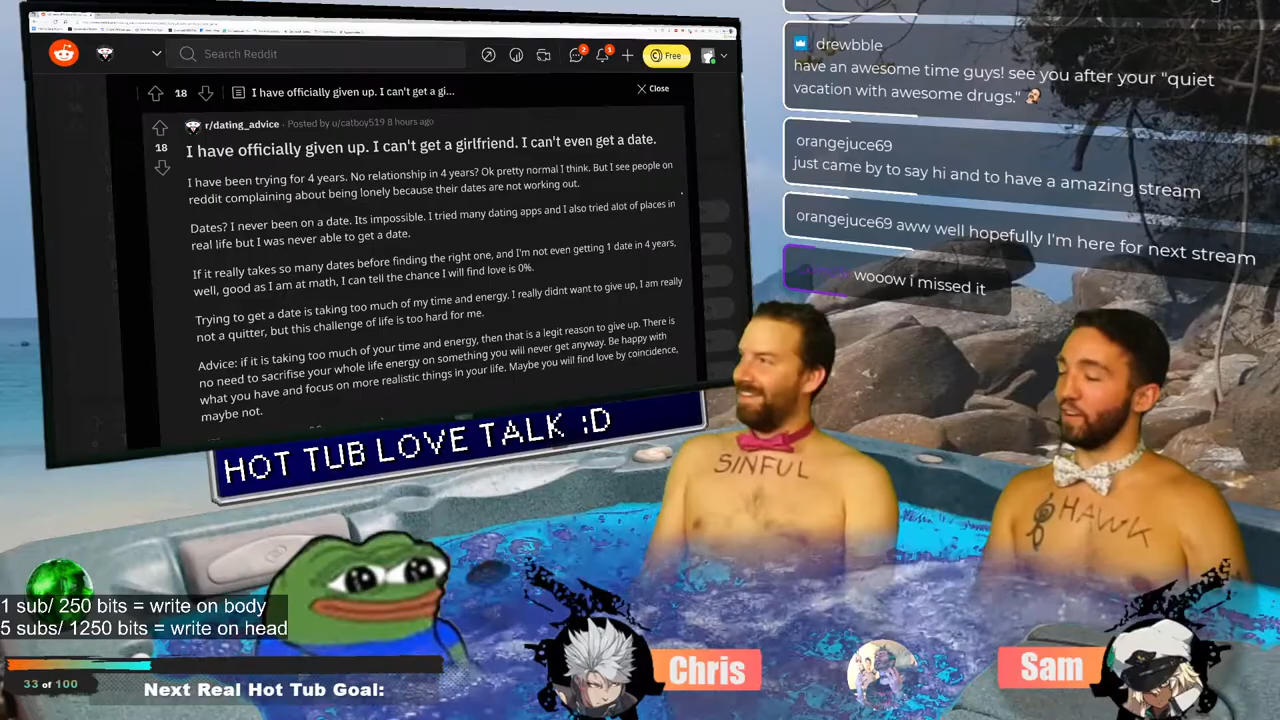 Search Reddit
2
1
Free
18
I have officially given up. I can't get a gi...
Close
18
r/dating_advice · Posted by u/catboy519 8 hours ago
I have officially given up. I can't get a girlfriend. I can't even get a date.
I have been trying for 4 years. No relationship in 4 years? Ok pretty normal I think. But I see people on
reddit complaining about being lonely because their dates are not working out.
Dates? I never been on a date. Its impossible. I tried many dating apps and I also tried alot of places in
real life but I was never able to get a date.
If it really takes so many dates before finding the right one, and I'm not even getting 1 date in 4 years,
well, good as I am at math, I can tell the chance I will find love is 0%.
Trying to get a date is taking too much of my time and energy. I really didnt want to give up, I am really
not a quitter, but this challenge of life is too hard for me.
Advice: if it is taking too much of your time and energy, then that is a legit reason to give up. There is
no need to sacrifise your whole life energy on something you will never get anyway. Be happy with
what you have and focus on more realistic things in your life. Maybe you will find love by coincidence,
maybe not.
HOT TUB LOVE TALK :D
drewbble
have an awesome time guys! see you after your "quiet
vacation with awesome drugs."
orangejuce69
just came by to say hi and to have a amazing stream
orangejuce69 aww well hopefully I'm here for next stream
wooow i missed it
SINFUL
HAWK
1 sub/ 250 bits = write on body
5 subs/ 1250 bits = write on head
33 of 100
Next Real Hot Tub Goal:
Chris
Sam